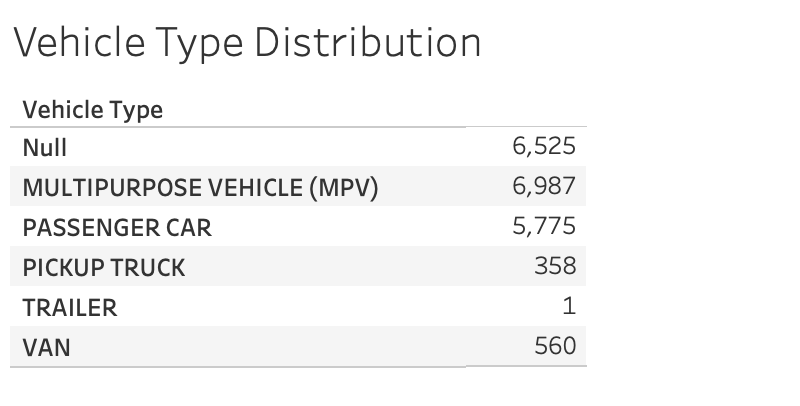 Vehicle Type Distribution
Vehicle Type
Null 6,525
MULTIPURPOSE VEHICLE (MPV) 6,987
PASSENGER CAR 5,775
PICKUP TRUCK 358
TRAILER 1
VAN 560